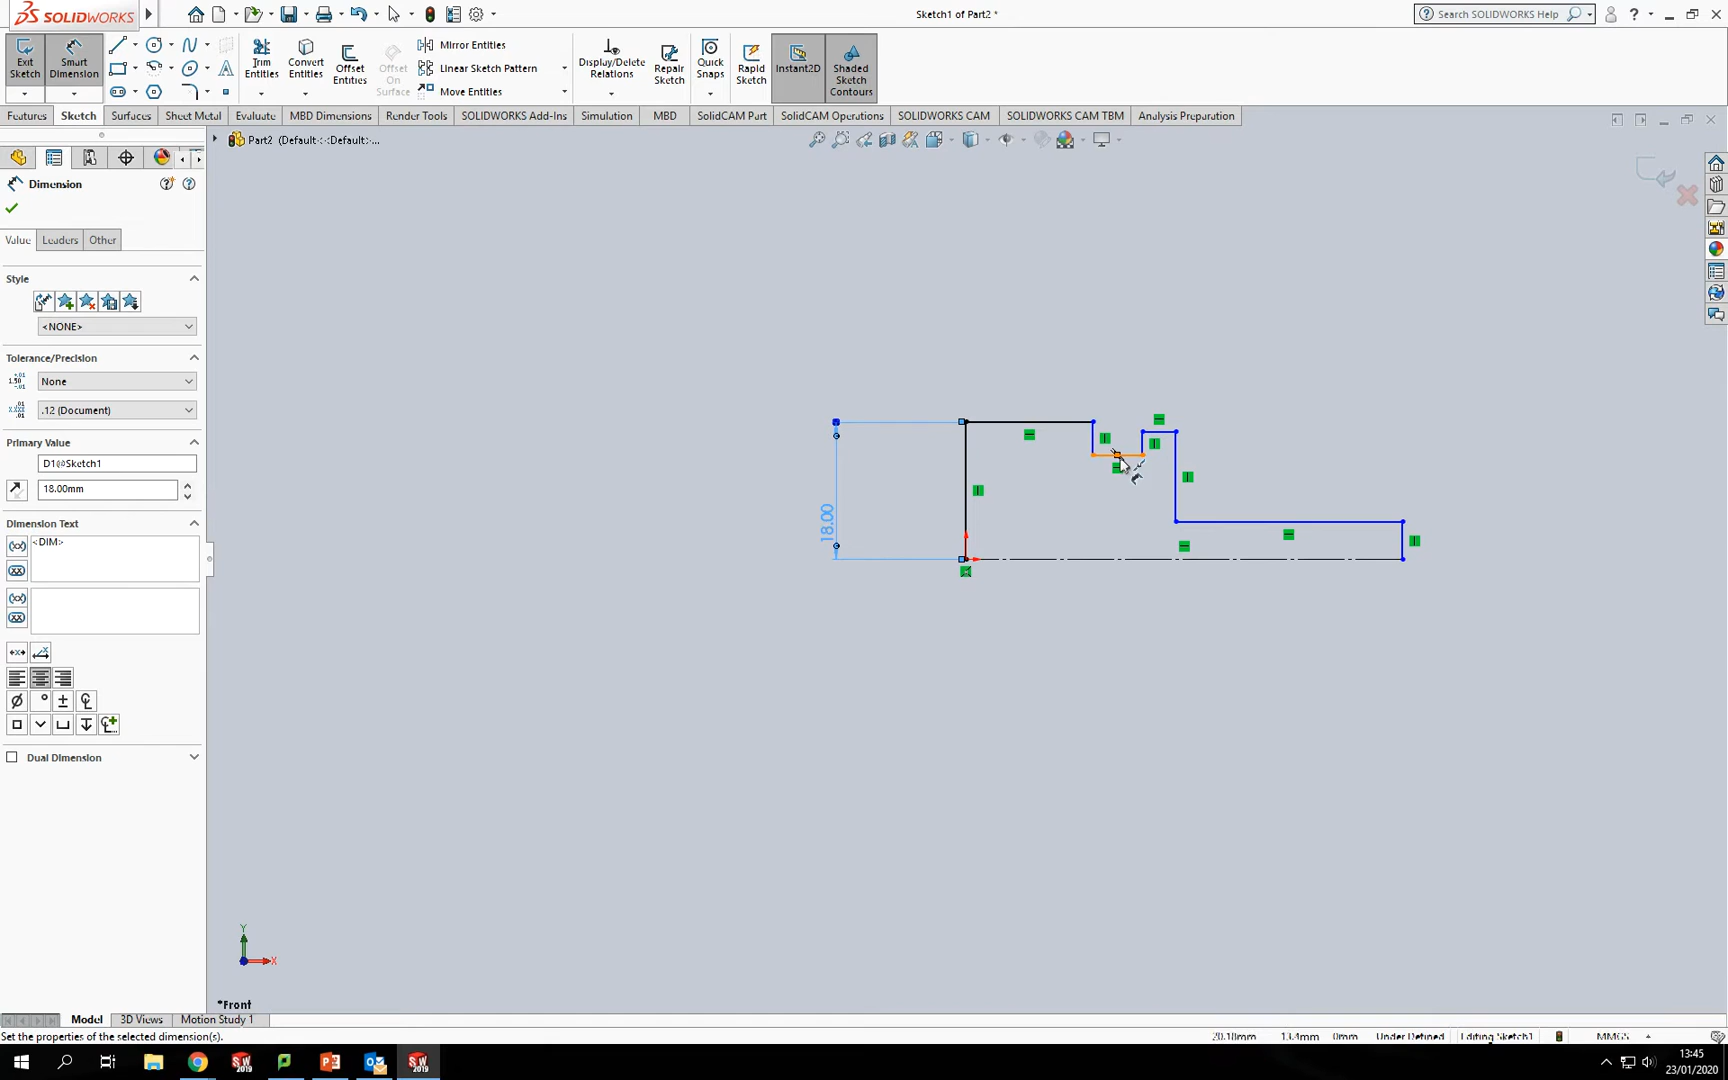 SOLIDWORKS
Sketch1 of Part2 *
Search SOLIDWORKS Help
Exit Sketch
Smart Dimension
Trim Entities
Convert Entities
Offset Entities
Offset On Surface
Mirror Entities
Linear Sketch Pattern
Move Entities
Display/Delete Relations
Repair Sketch
Quick Snaps
Rapid Sketch
Instant2D
Shaded Sketch Contours
Features
Sketch
Surfaces
Sheet Metal
Evaluate
MBD Dimensions
Render Tools
SOLIDWORKS Add-Ins
Simulation
MBD
SolidCAM Part
SolidCAM Operations
SOLIDWORKS CAM
SOLIDWORKS CAM TBM
Analysis Preparation
Part2 (Default<<Default>-...
Dimension
Value
Leaders
Other
Style
<NONE>
Tolerance/Precision
None
.12 (Document)
Primary Value
D1@Sketch1
18.00mm
Dimension Text
<DIM>
Dual Dimension
18.00
Y
X
*Front
Model
3D Views
Motion Study 1
Set the properties of the selected dimension(s).
0mm
Under Defined
Editing Sketch1
MMGS
13:45
23/01/2020